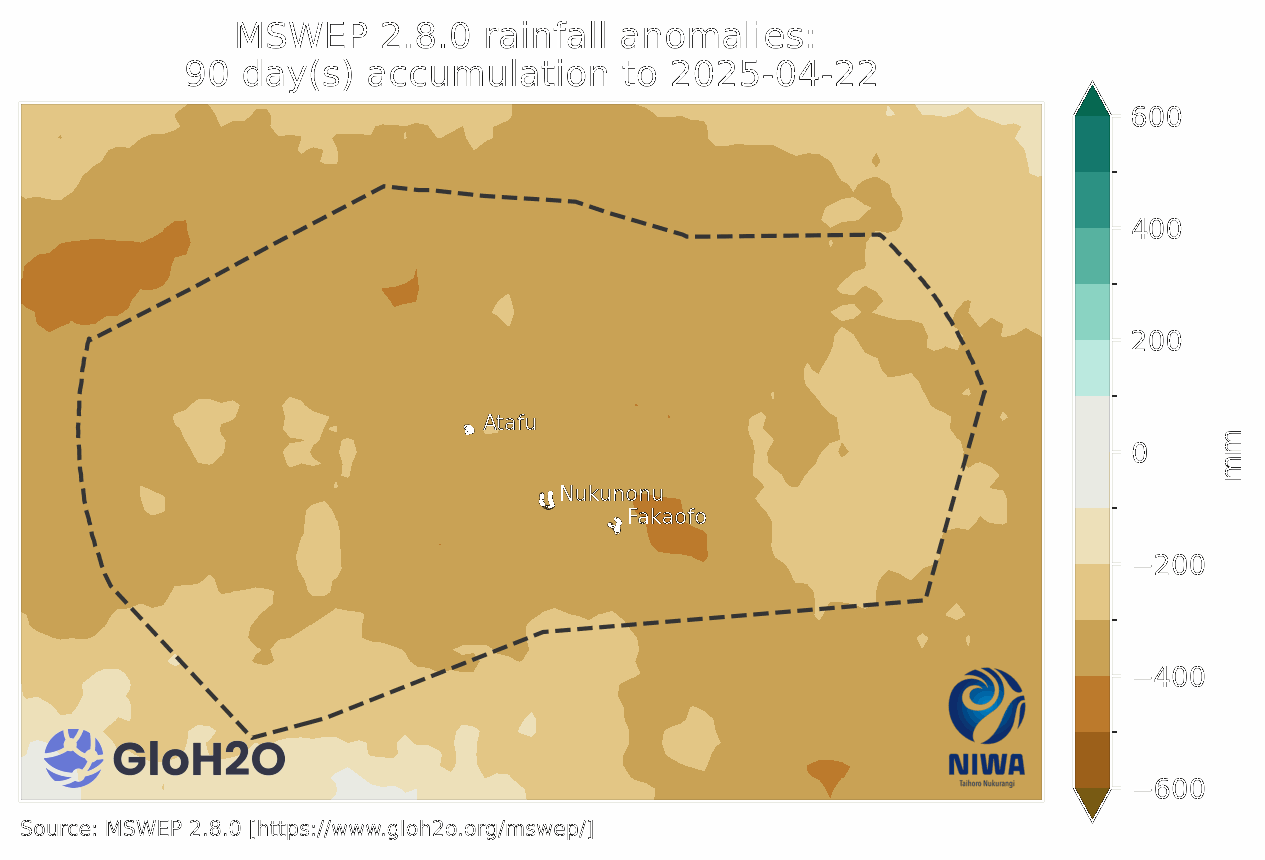 MSWEP 2.8.0 rainfall anomalies:
90 day(s) accumulation to 2025-04-22
600
400
200
0
−200
−400
−600
mm
Atafu
Nukunonu
Fakaofo
GloH2O
NIWA
Taihoro Nukurangi
Source: MSWEP 2.8.0 [https://www.gloh2o.org/mswep/]